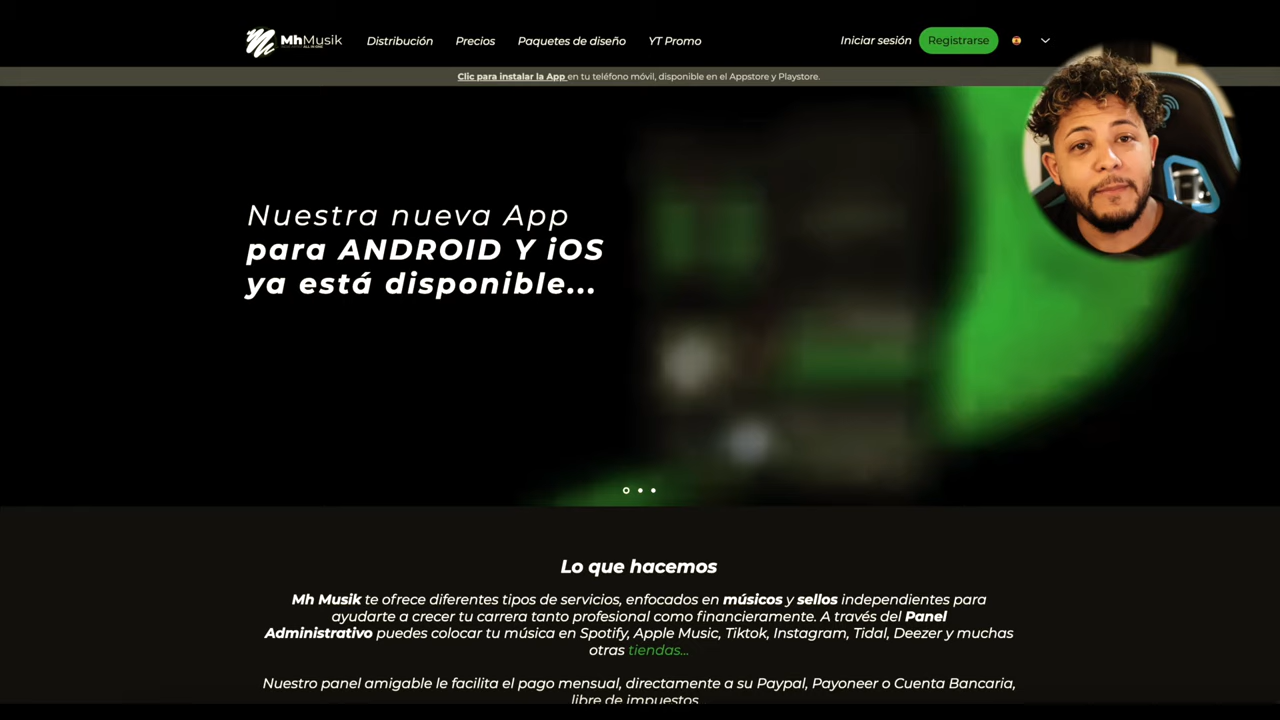 MhMusik
Distribución
Precios
Paquetes de diseño
YT Promo
Iniciar sesión
Registrarse
Clic para instalar la App en tu teléfono móvil, disponible en el Appstore y Playstore.
Nuestra nueva App
para ANDROID Y iOS
ya está disponible...
Lo que hacemos
Mh Musik te ofrece diferentes tipos de servicios, enfocados en músicos y sellos independientes para
ayudarte a crecer tu carrera tanto profesional como financieramente. A través del Panel
Administrativo puedes colocar tu música en Spotify, Apple Music, Tiktok, Instagram, Tidal, Deezer y muchas
otras tiendas...
Nuestro panel amigable le facilita el pago mensual, directamente a su Paypal, Payoneer o Cuenta Bancaria,
libre de impuestos